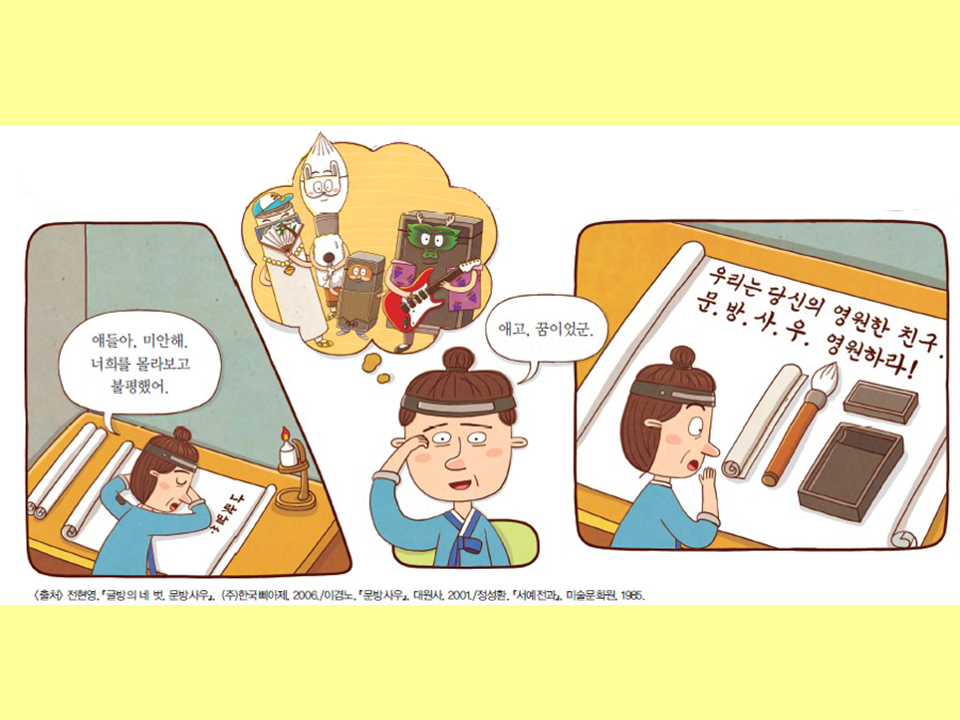 애들아, 미안해.
너희를 몰라보고
불평했어.
애고, 꿈이었군.
우리는 당신의 영원한 친구.
문.방.사.우. 영원하라!
〈출처〉 전현영, 『글방의 네 벗, 문방사우』, (주)한국삐아제, 2006./이겸노, 『문방사우』, 대원사, 2001./정성환, 『서예전과』, 미술문화원, 1985.